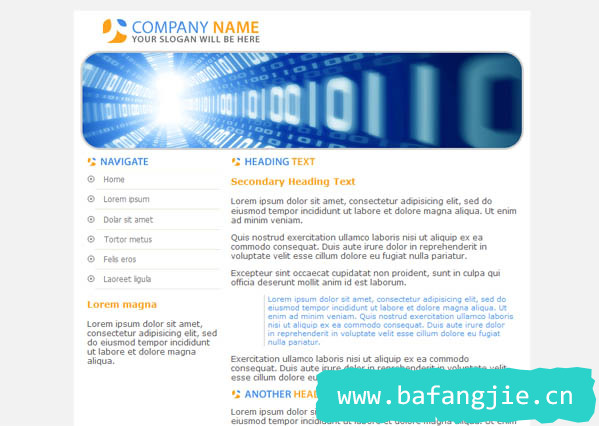 COMPANY NAME
YOUR SLOGAN WILL BE HERE
NAVIGATE
Home
Lorem ipsum
Dolar sit amet
Tortor metus
Felis eros
Laoreet ligula
Lorem magna
Lorem ipsum dolor sit amet,
consectetur adipisicing elit, sed
do eiusmod tempor incididunt
ut labore et dolore magna
aliqua.
HEADING TEXT
Secondary Heading Text
Lorem ipsum dolor sit amet, consectetur adipisicing elit, sed do
eiusmod tempor incididunt ut labore et dolore magna aliqua. Ut enim
ad minim veniam.
Quis nostrud exercitation ullamco laboris nisi ut aliquip ex ea
commodo consequat. Duis aute irure dolor in reprehenderit in voluptate
velit esse cillum dolore eu fugiat nulla pariatur.
Excepteur sint occaecat cupidatat non proident, sunt in culpa qui
officia deserunt mollit anim id est laborum.
Lorem ipsum dolor sit amet, consectetur adipisicing elit, sed do
eiusmod tempor incididunt ut labore et dolore magna aliqua. Ut
enim ad minim veniam. Quis nostrud exercitation ullamco laboris
nisi ut aliquip ex ea commodo consequat. Duis aute irure dolor
in reprehenderit in voluptate velit esse cillum dolore eu fugiat
nulla pariatur.
Exercitation ullamco laboris nisi ut aliquip ex ea commodo
consequat. Duis aute irure dolor in reprehenderit in
velit esse cillum dolore eu fugiat nulla
ANOTHER HEA
Lorem ipsum dolor sit
www.bafangjie.cn